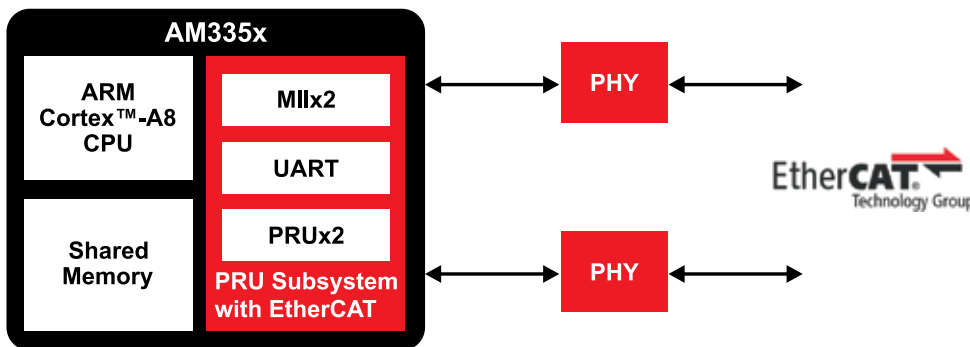 AM335x
ARM
Cortex™-A8
CPU
Shared
Memory
MIIx2
UART
PRUx2
PRU Subsystem
with EtherCAT
PHY
PHY
EtherCAT®
Technology Group